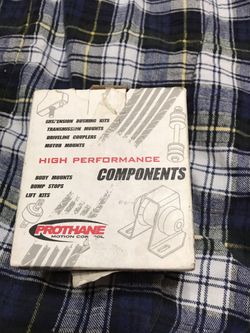 SUSPENSION BUSHING KITS
TRANSMISSION MOUNTS
DRIVELINE COUPLERS
MOTOR MOUNTS
HIGH PERFORMANCE
COMPONENTS
BODY MOUNTS
BUMP STOPS
LIFT KITS
PROTHANE
MOTION CONTROL